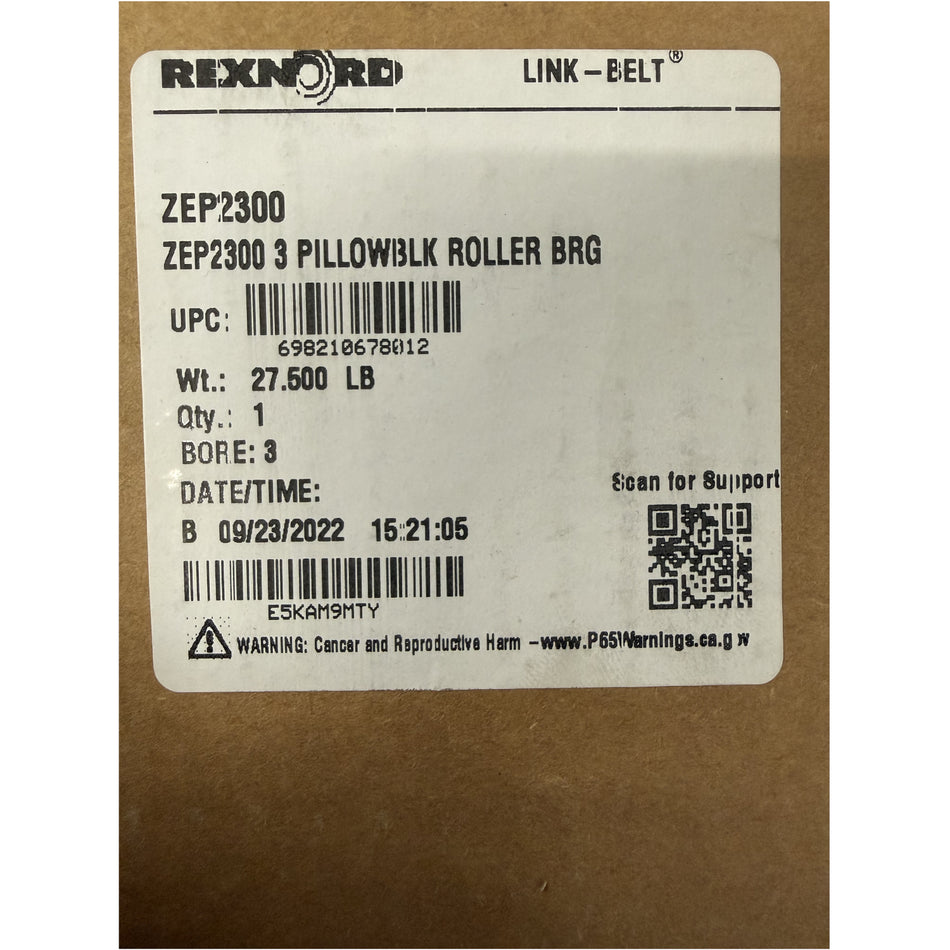 REXNORD LINK-BELT®
ZEP2300
ZEP2300 3 PILLOWBLK ROLLER BRG
UPC:
698210678012
Wt.: 27.500 LB
Qty.: 1
BORE: 3
DATE/TIME:
Scan for Support
B 09/23/2022 15:21:05
E5KAM9MTY
WARNING: Cancer and Reproductive Harm -www.P65Warnings.ca.gov